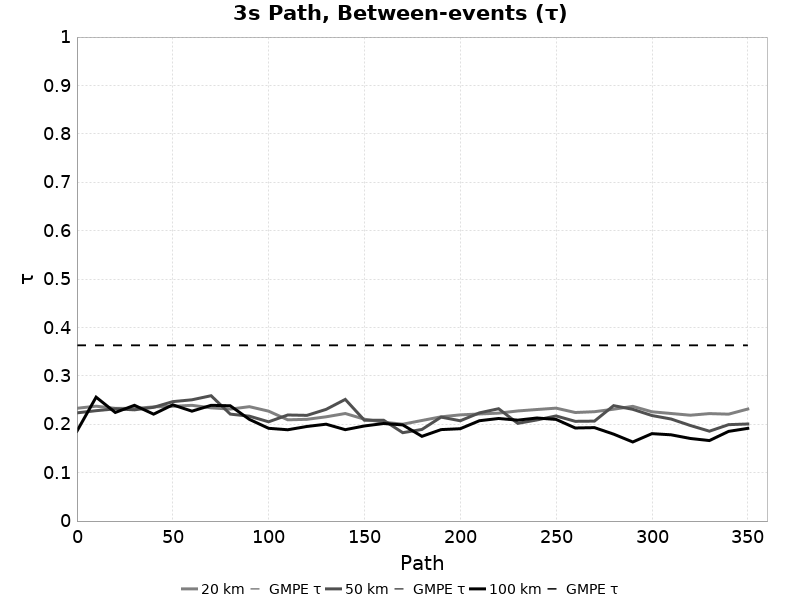 3s Path, Between-events (τ)
1
0.9
0.8
0.7
0.6
0.5
0.4
0.3
0.2
0.1
0
τ
0 50 100 150 200 250 300 350
Path
20 km GMPE τ 50 km GMPE τ 100 km GMPE τ